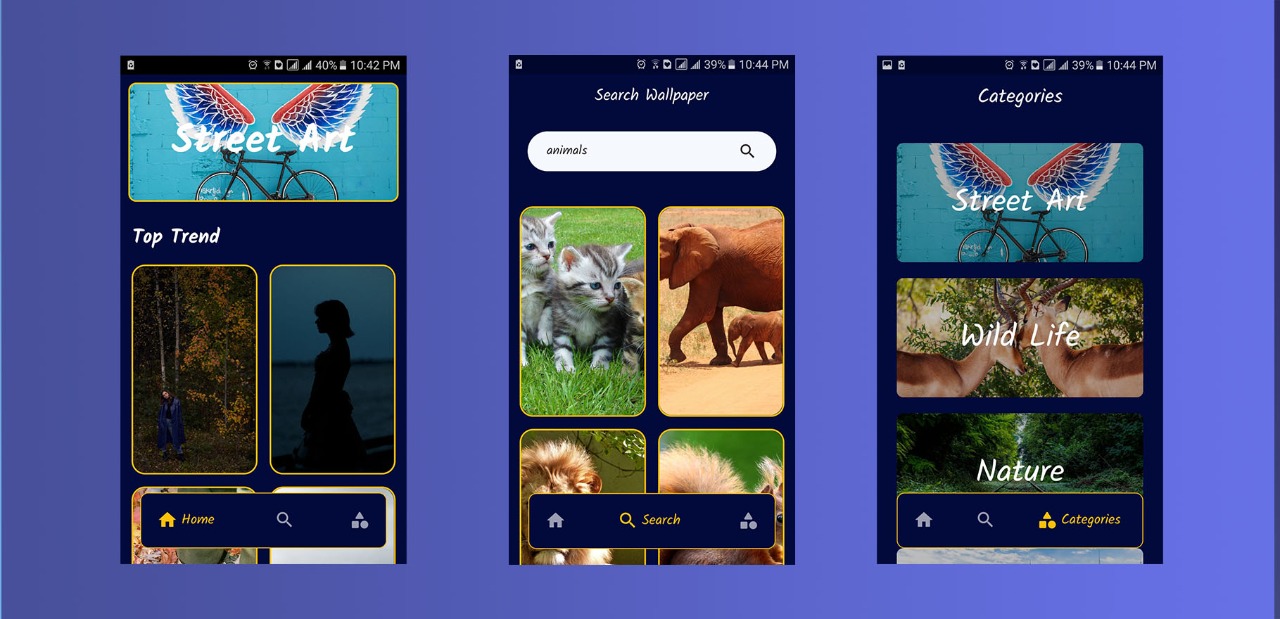 40% 10:42 PM
Street Art
Top Trend
Home
39% 10:44 PM
Search Wallpaper
animals
Search
39% 10:44 PM
Categories
Street Art
Wild Life
Nature
Categories